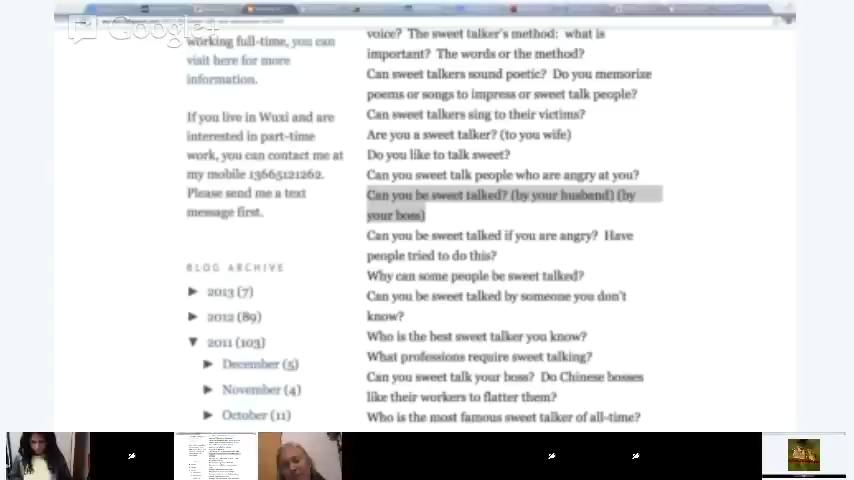 Google+
working full-time, you can
visit here for more
information.
If you live in Wuxi and are
interested in part-time
work, you can contact me at
my mobile 13665121262.
Please send me a text
message first.
BLOG ARCHIVE
► 2013 (7)
► 2012 (89)
▼ 2011 (103)
► December (5)
► November (4)
► October (11)
voice? The sweet talker's method: what is
important? The words or the method?
Can sweet talkers sound poetic? Do you memorize
poems or songs to impress or sweet talk people?
Can sweet talkers sing to their victims?
Are you a sweet talker? (to you wife)
Do you like to talk sweet?
Can you sweet talk people who are angry at you?
Can you be sweet talked? (by your husband) (by
your boss)
Can you be sweet talked if you are angry? Have
people tried to do this?
Why can some people be sweet talked?
Can you be sweet talked by someone you don't
know?
Who is the best sweet talker you know?
What professions require sweet talking?
Can you sweet talk your boss? Do Chinese bosses
like their workers to flatter them?
Who is the most famous sweet talker of all-time?